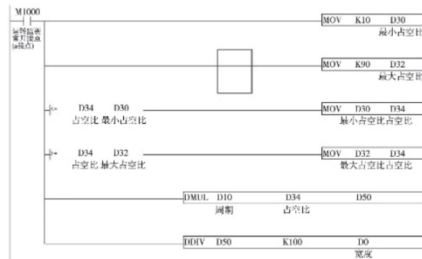 M1000
MOV K10 D30
最小占空比
MOV K90 D32
最大占空比
D34 D30
MOV D30 D34
占空比 最小占空比
最小占空比占空比
D34 D32
MOV D32 D34
占空比 最大占空比
最大占空比占空比
DMUL D10 D34 D50
周期 占空比
DDIV D50 K100 D0
宽度